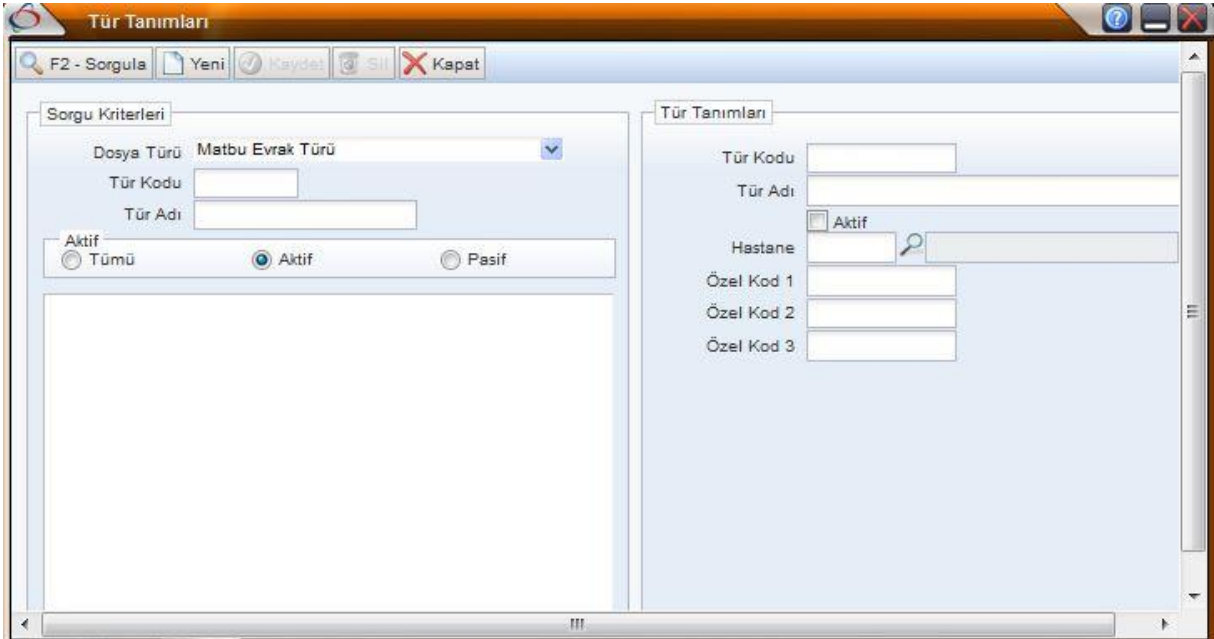 Tür Tanımları
F2 - Sorgula Yeni Kaydet Sil Kapat
Sorgu Kriterleri
Dosya Türü Matbu Evrak Türü
Tür Kodu
Tür Adı
Aktif
Tümü Aktif Pasif
Tür Tanımları
Tür Kodu
Tür Adı
Aktif
Hastane
Özel Kod 1
Özel Kod 2
Özel Kod 3